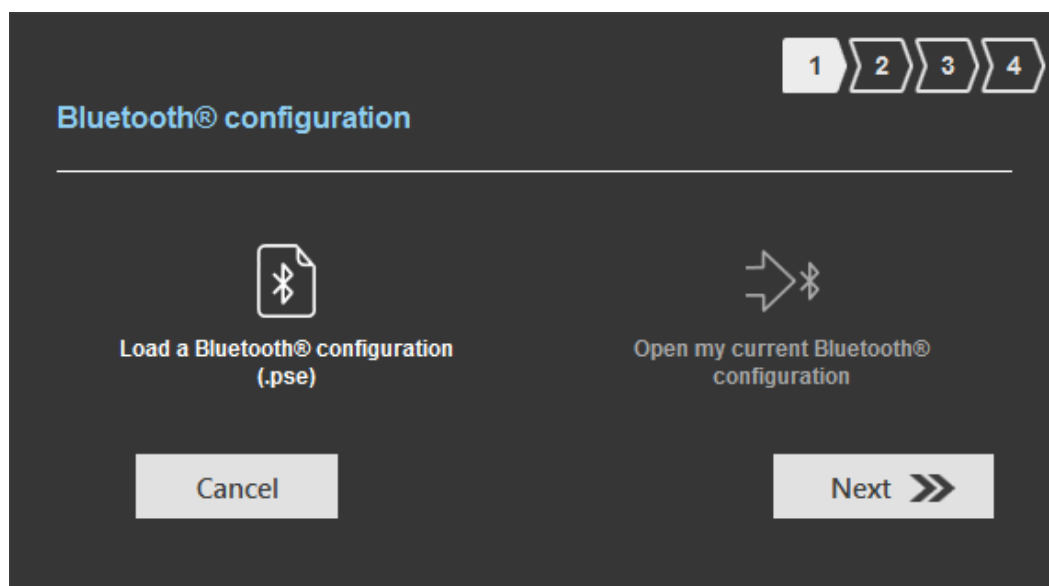 1 2 3 4
Bluetooth® configuration
Load a Bluetooth® configuration
(.pse)
Open my current Bluetooth®
configuration
Cancel
Next